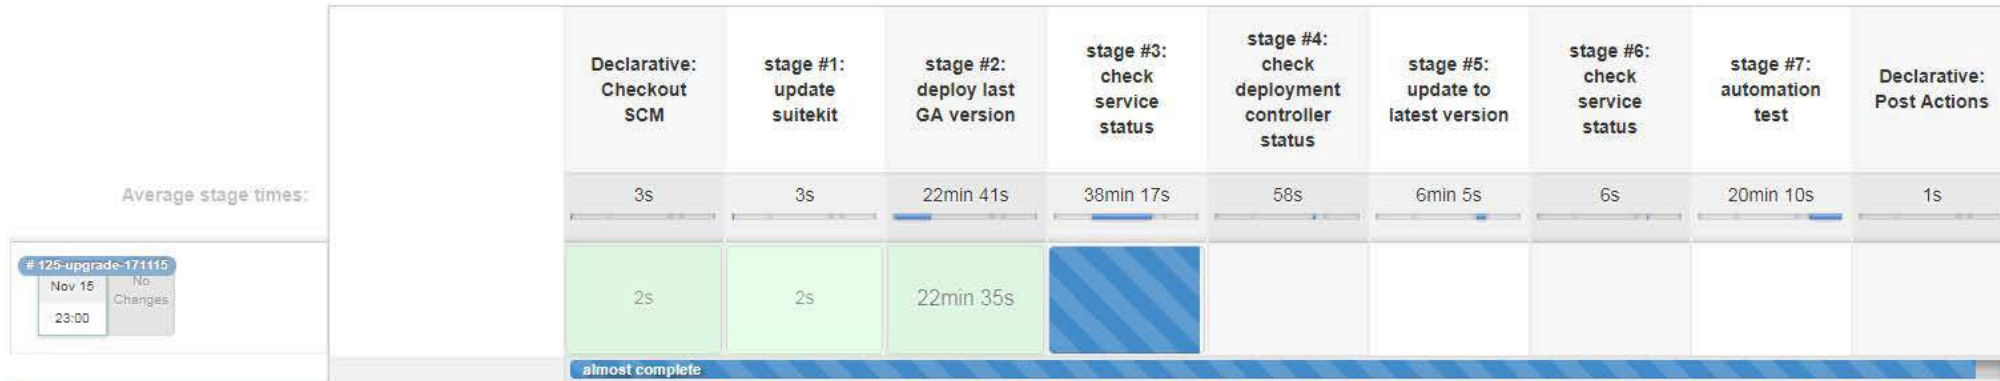 Declarative:
Checkout
SCM
stage #1:
update
suitekit
stage #2:
deploy last
GA version
stage #3:
check
service
status
stage #4:
check
deployment
controller
status
stage #5:
update to
latest version
stage #6:
check
service
status
stage #7:
automation
test
Declarative:
Post Actions
Average stage times:
3s
3s
22min 41s
38min 17s
58s
6min 5s
6s
20min 10s
1s
# 125-upgrade-171115
Nov 15
23:00
No
Changes
2s
2s
22min 35s
almost complete